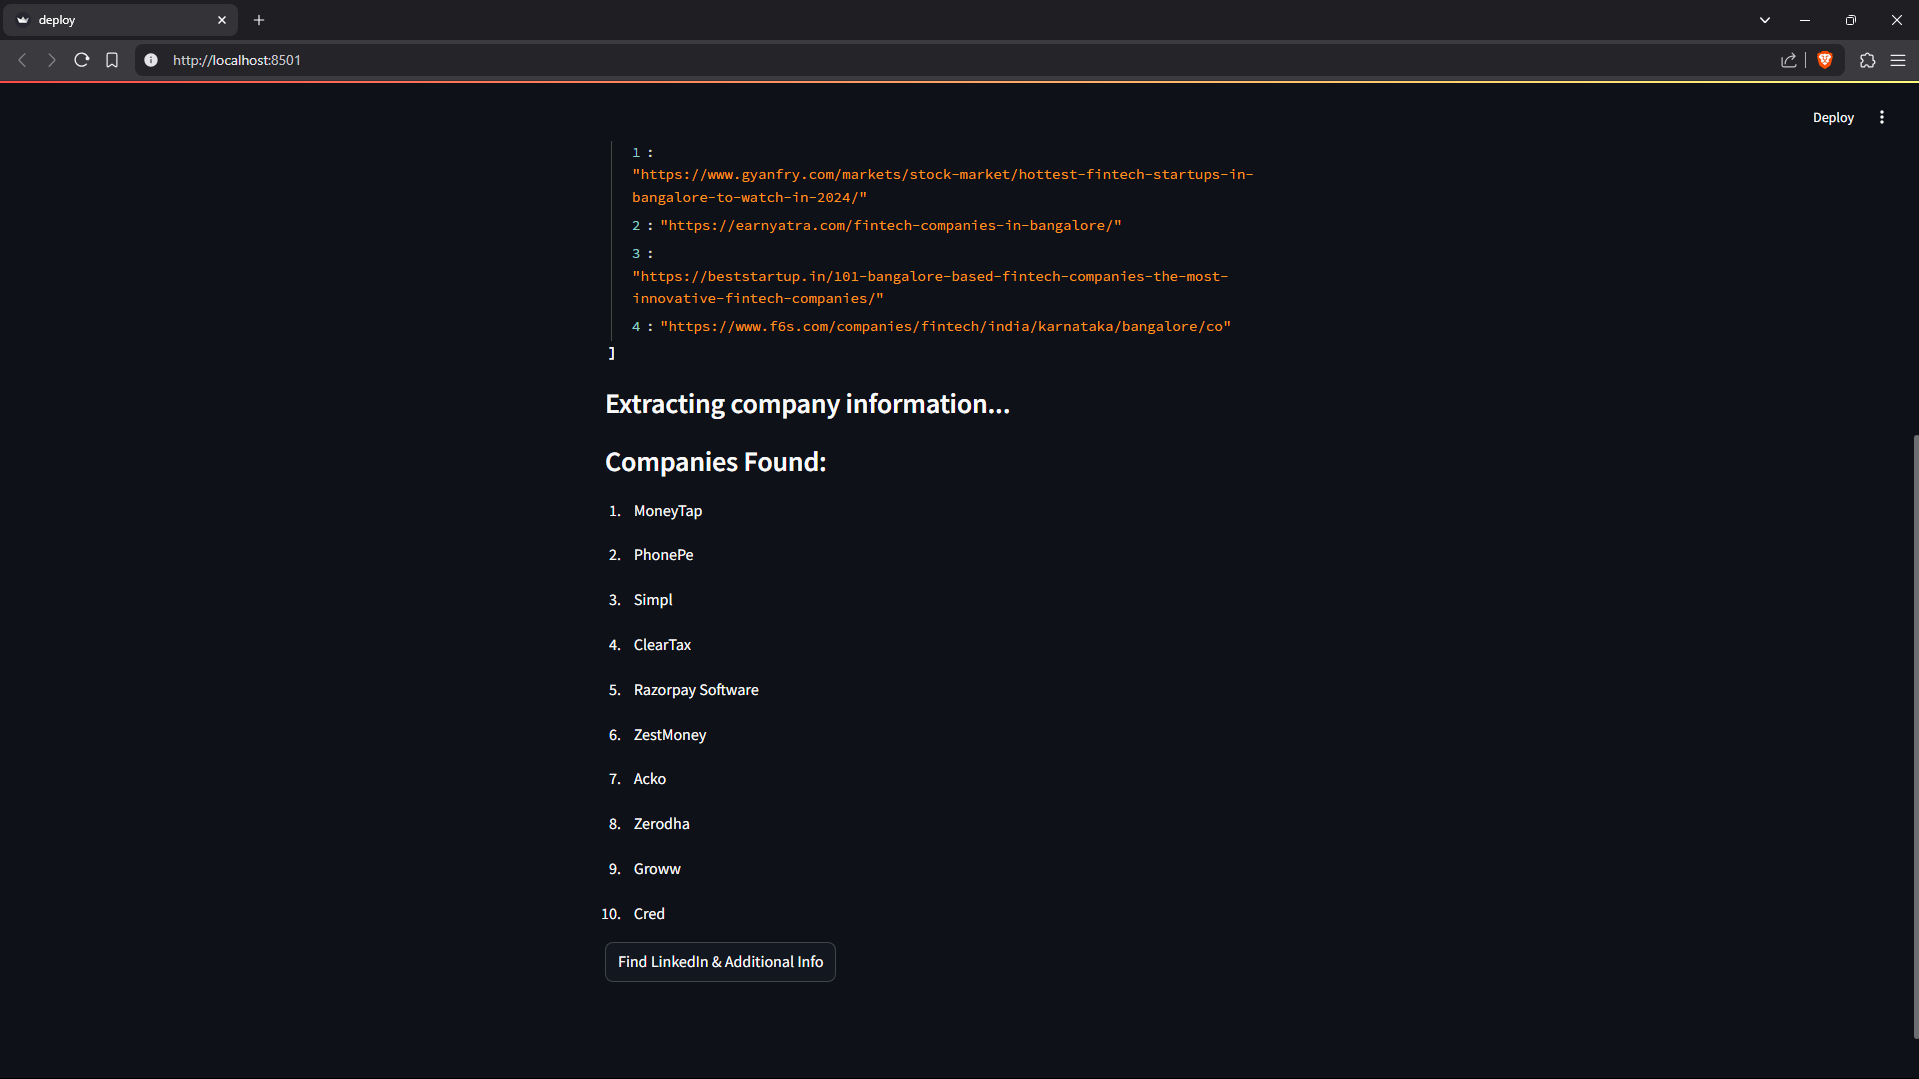 deploy
http://localhost:8501
Deploy
1 :
"https://www.gyanfry.com/markets/stock-market/hottest-fintech-startups-in-
bangalore-to-watch-in-2024/"
2 : "https://earnyatra.com/fintech-companies-in-bangalore/"
3 :
"https://beststartup.in/101-bangalore-based-fintech-companies-the-most-
innovative-fintech-companies/"
4 : "https://www.f6s.com/companies/fintech/india/karnataka/bangalore/co"
]
Extracting company information...
Companies Found:
1. MoneyTap
2. PhonePe
3. Simpl
4. ClearTax
5. Razorpay Software
6. ZestMoney
7. Acko
8. Zerodha
9. Groww
10. Cred
Find LinkedIn & Additional Info